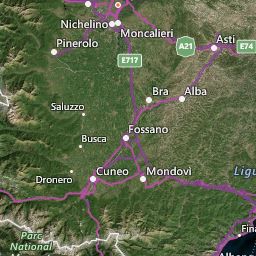 Nichelino
Moncalieri
Pinerolo
E717
A21
E74
Asti
Bra
Alba
Saluzzo
Fossano
Busca
Dronero
Cuneo
Mondovì
Ligu
Parc
National
Fina
Albenga